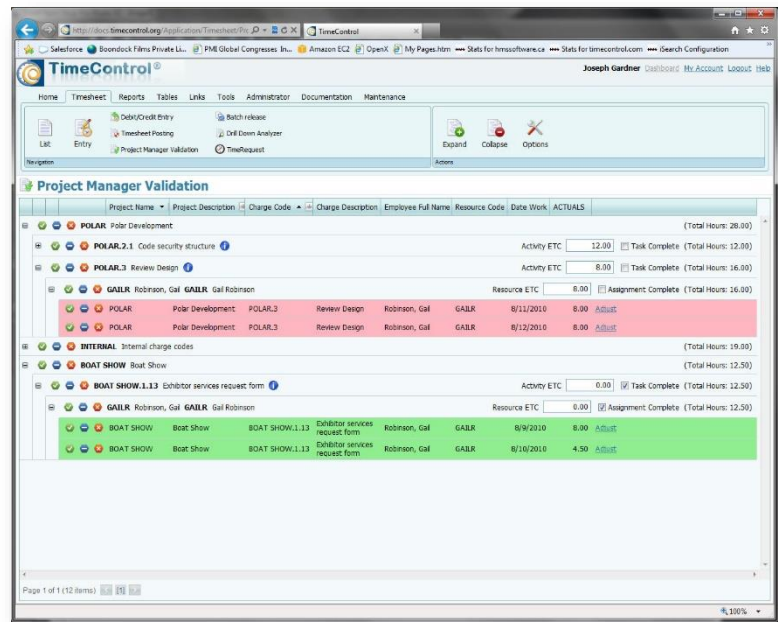 http://docs.timecontrol.org/Application/Timesheet/Pro TimeControl
Salesforce Boondock Films Private Li... PMI Global Congresses In... Amazon EC2 OpenX My Pages.htm Stats for hmssoftware.ca Stats for timecontrol.com iSearch Configuration
TimeControl® Joseph Gardner Dashboard My Account Logout Help
Home Timesheet Reports Tables Links Tools Administrator Documentation Maintenance
Debit/Credit Entry Batch release
Timesheet Posting Drill Down Analyzer
List Entry Project Manager Validation TimeRequest Expand Collapse Options
Navigation Actions
Project Manager Validation
Project Name Project Description Charge Code Charge Description Employee Full Name Resource Code Date Work ACTUALS
POLAR Polar Development (Total Hours: 28.00)
POLAR.2.1 Code security structure Activity ETC 12.00 Task Complete (Total Hours: 12.00)
POLAR.3 Review Design Activity ETC 8.00 Task Complete (Total Hours: 16.00)
GAILR Robinson, Gail GAILR Gail Robinson Resource ETC 8.00 Assignment Complete (Total Hours: 16.00)
POLAR Polar Development POLAR.3 Review Design Robinson, Gail GAILR 8/11/2010 8.00 Adjust
POLAR Polar Development POLAR.3 Review Design Robinson, Gail GAILR 8/12/2010 8.00 Adjust
INTERNAL Internal charge codes (Total Hours: 19.00)
BOAT SHOW Boat Show (Total Hours: 12.50)
BOAT SHOW.1.13 Exhibitor services request form Activity ETC 0.00 Task Complete (Total Hours: 12.50)
GAILR Robinson, Gail GAILR Gail Robinson Resource ETC 0.00 Assignment Complete (Total Hours: 12.50)
BOAT SHOW Boat Show BOAT SHOW.1.13 Exhibitor services request form Robinson, Gail GAILR 8/9/2010 8.00 Adjust
BOAT SHOW Boat Show BOAT SHOW.1.13 Exhibitor services request form Robinson, Gail GAILR 8/10/2010 4.50 Adjust
Page 1 of 1 (12 items) [1]
100%